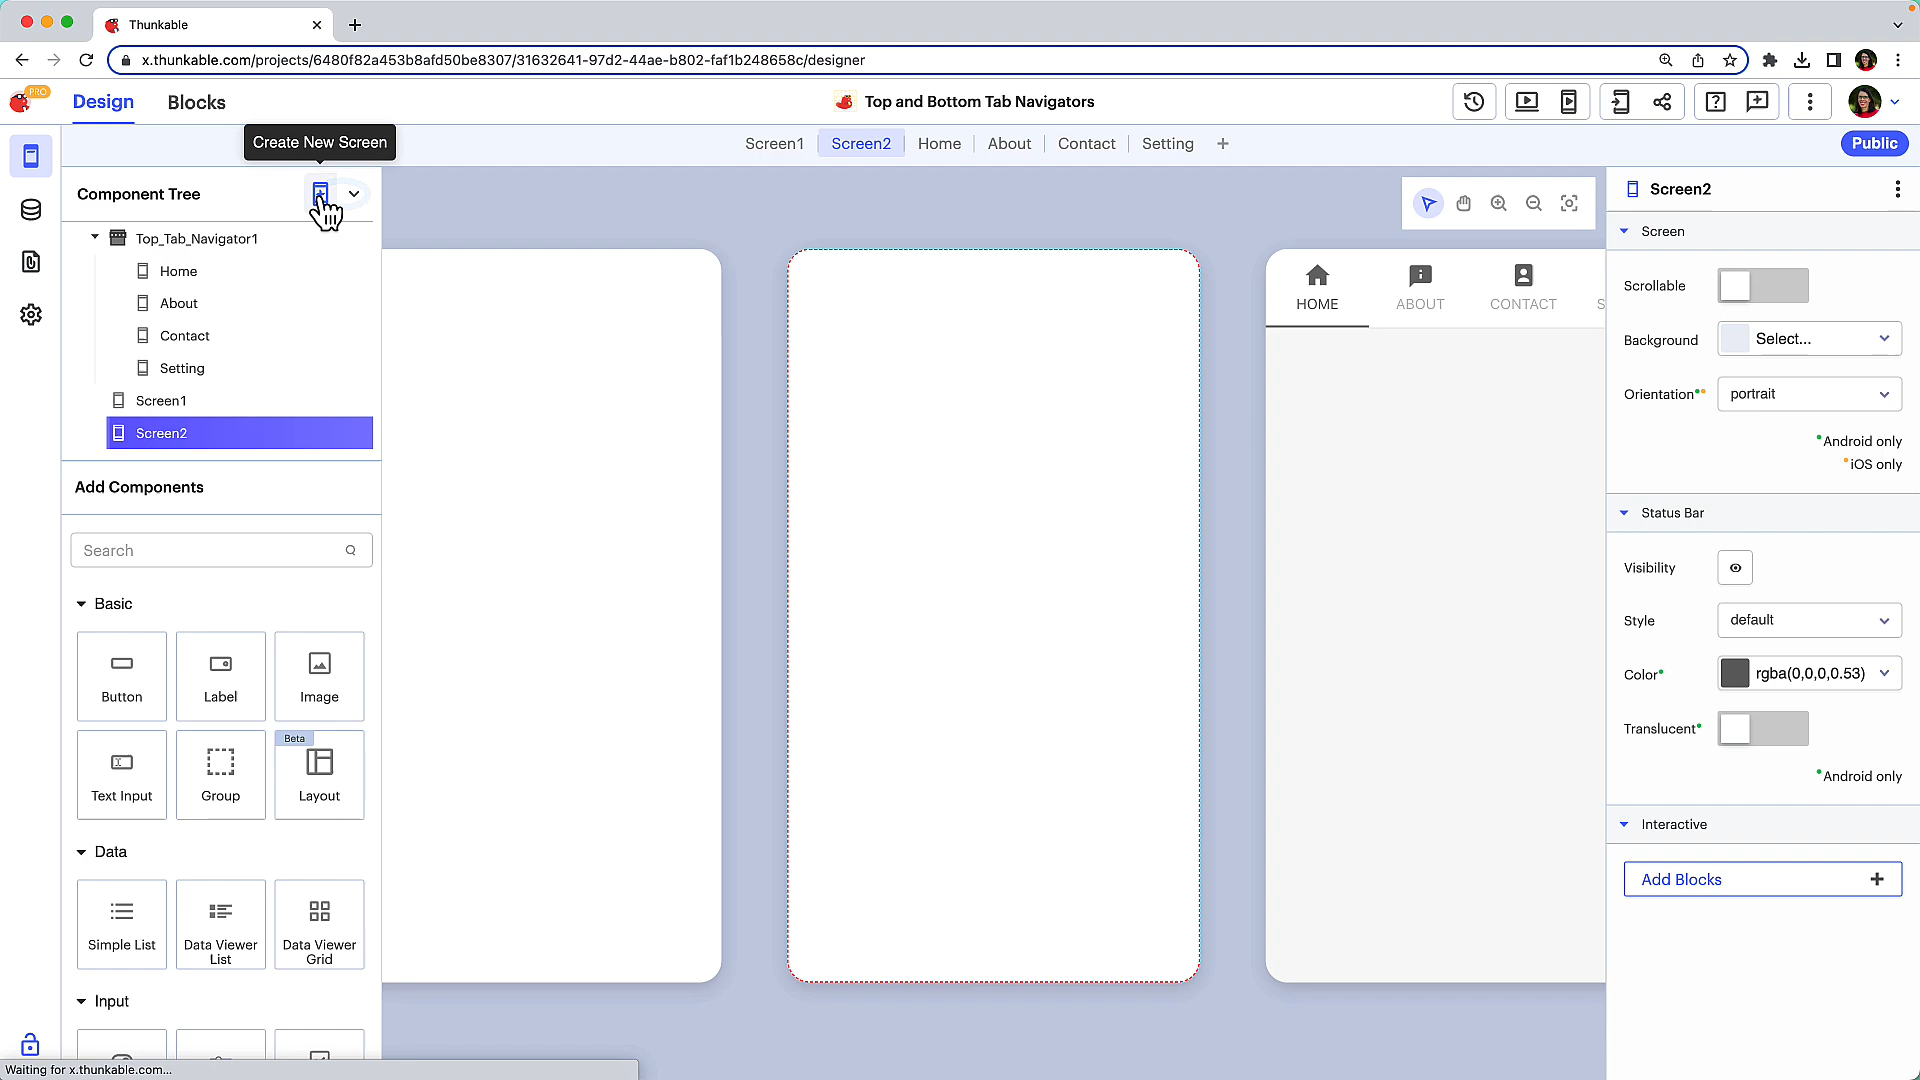 Thunkable
x.thunkable.com/projects/6480f82a453b8afd50be8307/31632641-97d2-44ae-b802-faf1b248658c/designer
PRO
Design
Blocks
Top and Bottom Tab Navigators
Create New Screen
Screen1
Screen2
Home
About
Contact
Setting
Public
Component Tree
Top_Tab_Navigator1
Home
About
Contact
Setting
Screen1
Screen2
Add Components
Search
Basic
Button
Label
Image
Text Input
Group
Beta
Layout
Data
Simple List
Data Viewer
List
Data Viewer
Grid
Input
Waiting for x.thunkable.com...
HOME
ABOUT
CONTACT
S
Screen2
Screen
Scrollable
Background
Select...
Orientation
portrait
Android only
iOS only
Status Bar
Visibility
Style
default
Color
rgba(0,0,0,0.53)
Translucent
Android only
Interactive
Add Blocks